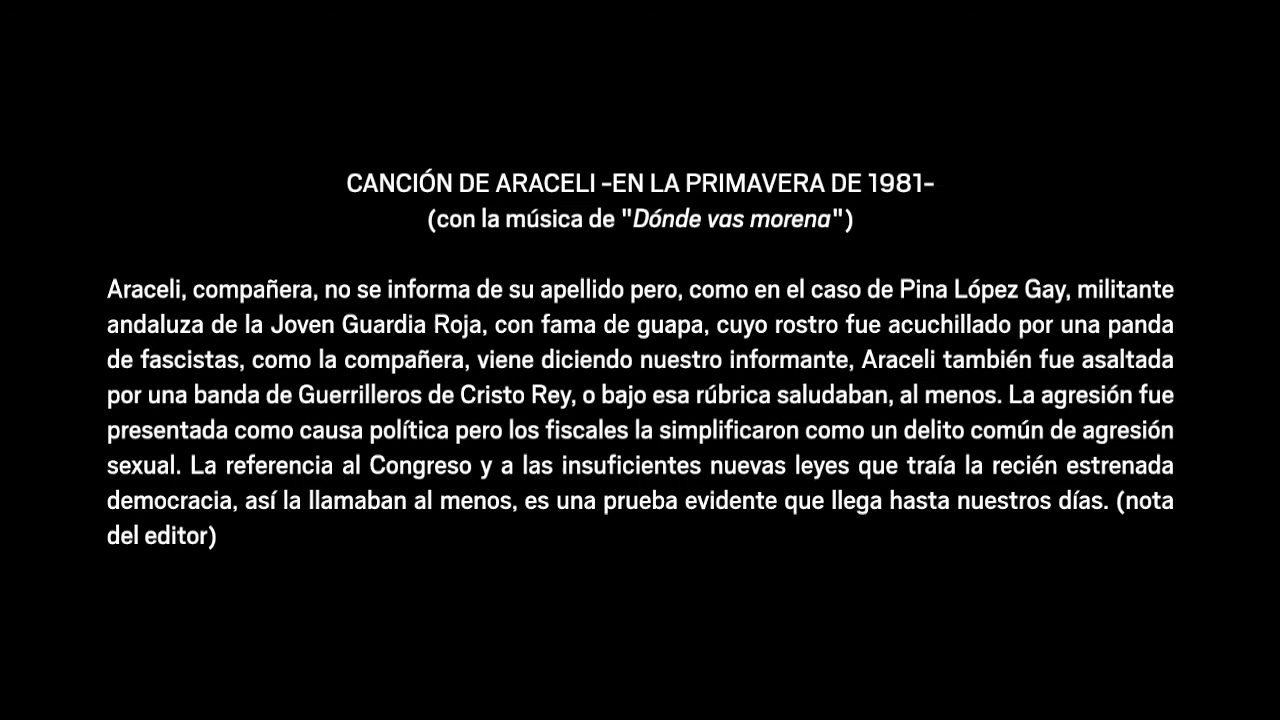 CANCIÓN DE ARACELI -EN LA PRIMAVERA DE 1981-
(con la música de "Dónde vas morena")
Araceli, compañera, no se informa de su apellido pero, como en el caso de Pina López Gay, militante
andaluza de la Joven Guardia Roja, con fama de guapa, cuyo rostro fue acuchillado por una panda
de fascistas, como la compañera, viene diciendo nuestro informante, Araceli también fue asaltada
por una banda de Guerrilleros de Cristo Rey, o bajo esa rúbrica saludaban, al menos. La agresión fue
presentada como causa política pero los fiscales la simplificaron como un delito común de agresión
sexual. La referencia al Congreso y a las insuficientes nuevas leyes que traía la recién estrenada
democracia, así la llamaban al menos, es una prueba evidente que llega hasta nuestros días. (nota
del editor)